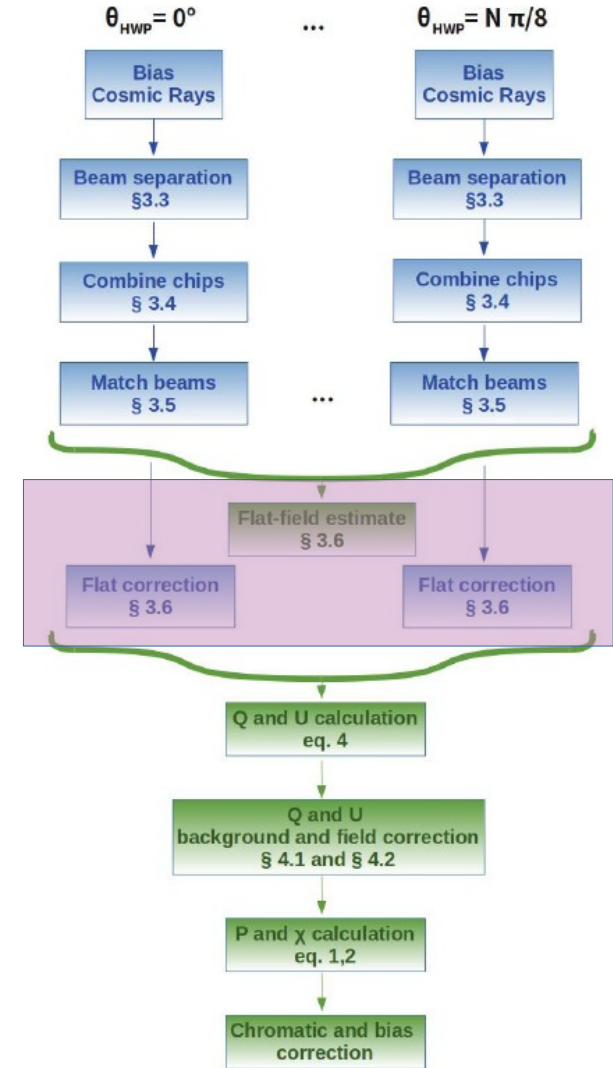 θHWP= 0° ... θHWP= N π/8
Bias
Cosmic Rays
Bias
Cosmic Rays
Beam separation
§3.3
Beam separation
§3.3
Combine chips
§ 3.4
Combine chips
§ 3.4
Match beams
§ 3.5
...
Match beams
§ 3.5
Flat-field estimate
§ 3.6
Flat correction
§ 3.6
Flat correction
§ 3.6
Q and U calculation
eq. 4
Q and U
background and field correction
§ 4.1 and § 4.2
P and χ calculation
eq. 1,2
Chromatic and bias
correction